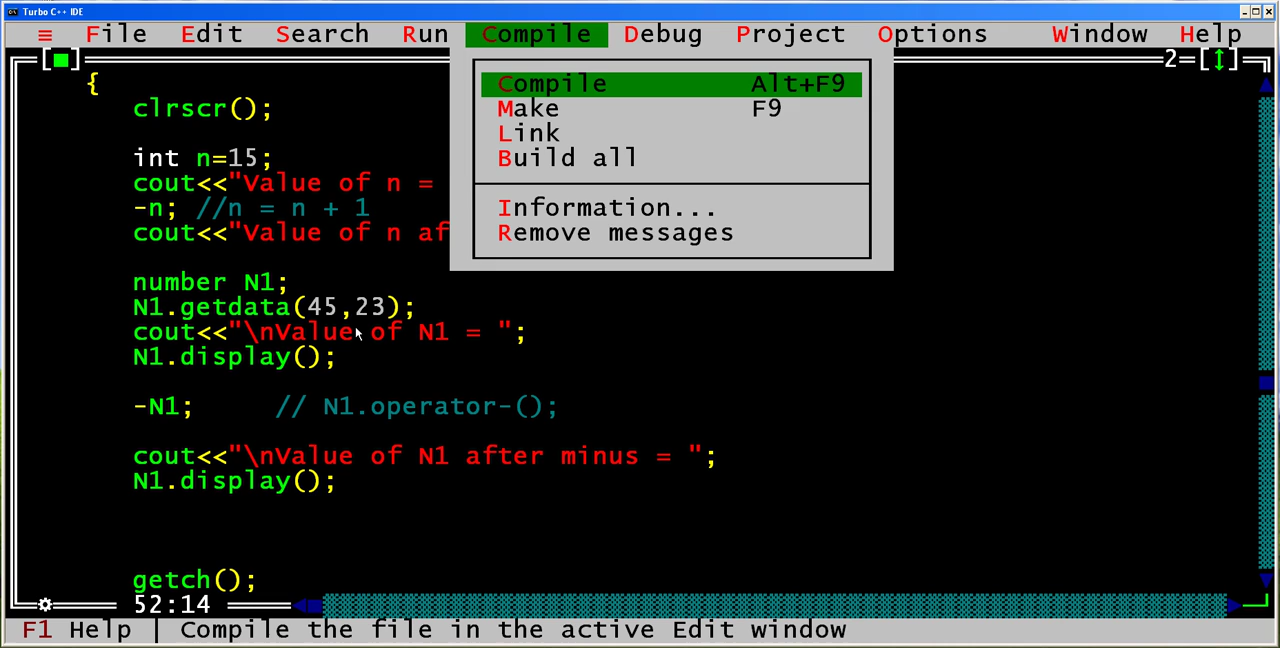 Turbo C++ IDE
≡ File Edit Search Run Compile Debug Project Options Window Help
2=[↕]
Compile Alt+F9
Make F9
Link
Build all
Information...
Remove messages
{
clrscr();
int n=15;
cout<<"Value of n =
-n; //n = n + 1
cout<<"Value of n af
number N1;
N1.getdata(45,23);
cout<<"\nValue of N1 = ";
N1.display();
-N1; // N1.operator-();
cout<<"\nValue of N1 after minus = ";
N1.display();
getch();
52:14
F1 Help | Compile the file in the active Edit window